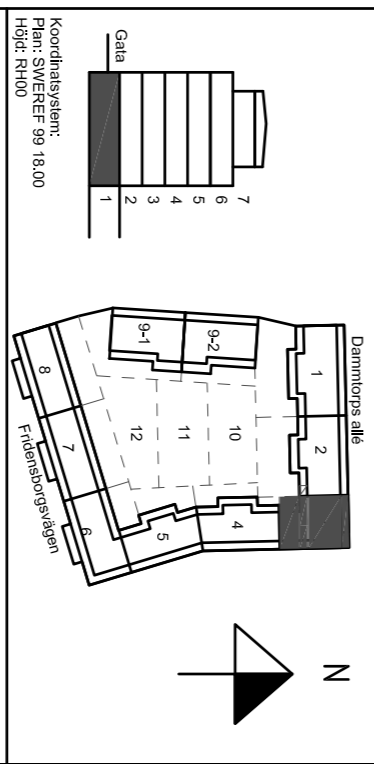 Dammtorps allé
1
2
9-1
9-2
10
11
12
4
5
6
7
8
Fridensborgsvägen
N
Gata
1
2
3
4
5
6
7
Koordinatsystem:
Plan: SWEREF 99 18.00
Höjd: RH00